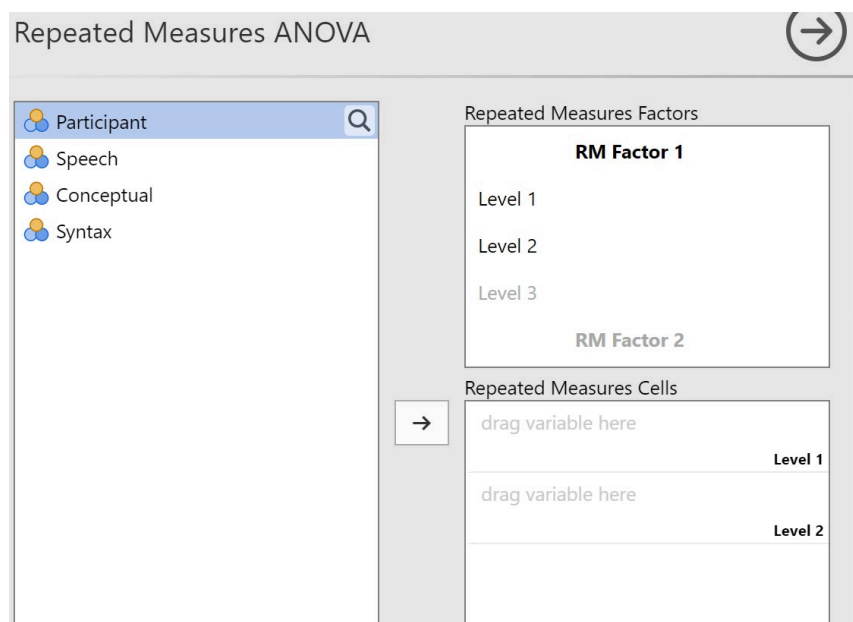 Repeated Measures ANOVA
Participant
Speech
Conceptual
Syntax
Repeated Measures Factors
RM Factor 1
Level 1
Level 2
Level 3
RM Factor 2
Repeated Measures Cells
drag variable here
Level 1
drag variable here
Level 2